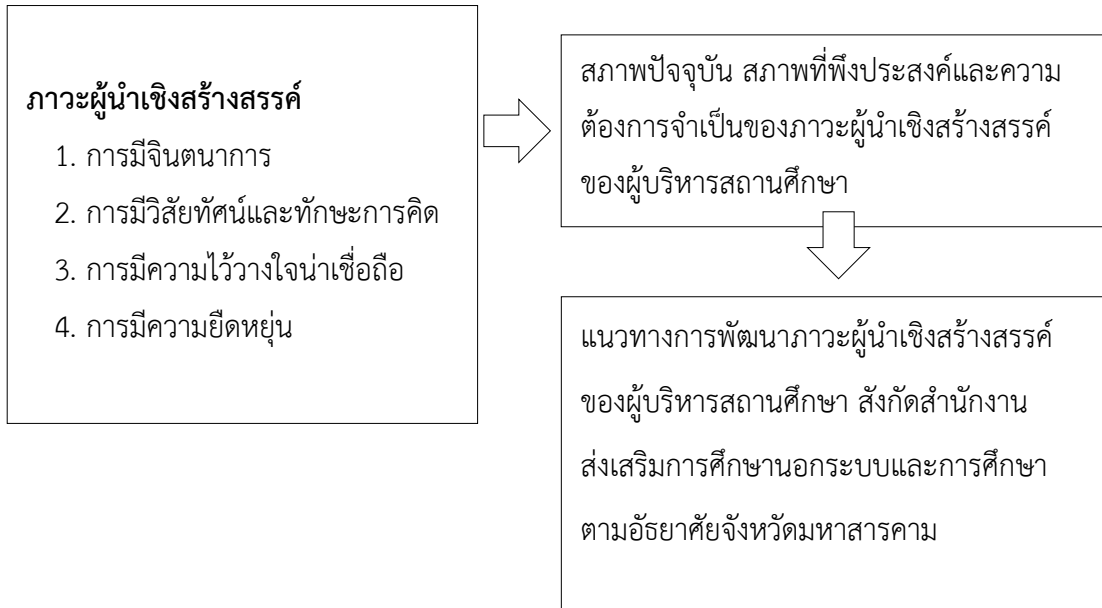 ภาวะผู้นำเชิงสร้างสรรค์
1. การมีจินตนาการ
2. การมีวิสัยทัศน์และทักษะการคิด
3. การมีความไว้วางใจน่าเชื่อถือ
4. การมีความยืดหยุ่น
สภาพปัจจุบัน สภาพที่พึงประสงค์และความ
ต้องการจำเป็นของภาวะผู้นำเชิงสร้างสรรค์
ของผู้บริหารสถานศึกษา
แนวทางการพัฒนาภาวะผู้นำเชิงสร้างสรรค์
ของผู้บริหารสถานศึกษา สังกัดสำนักงาน
ส่งเสริมการศึกษานอกระบบและการศึกษา
ตามอัธยาศัยจังหวัดมหาสารคาม